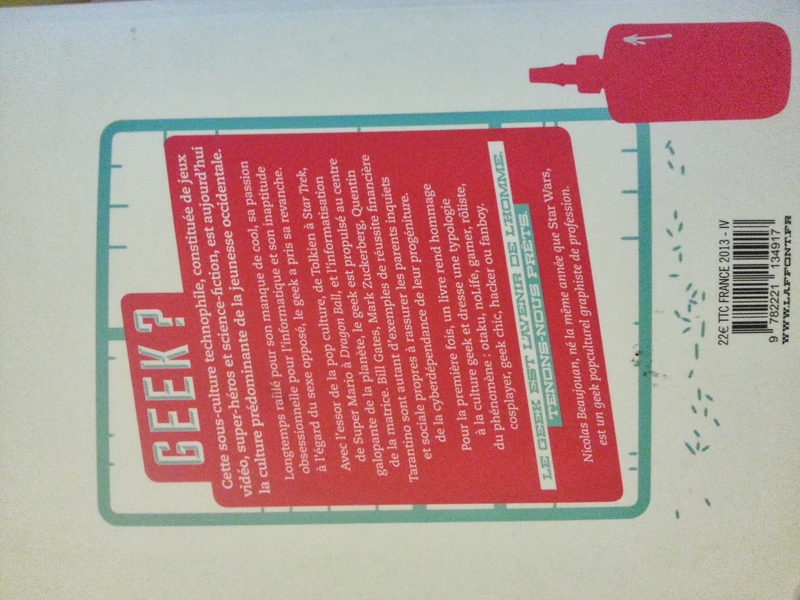 GEEK?
Cette sous-culture technophile, constituée de jeux
vidéo, super-héros et science-fiction, est aujourd'hui
la culture prédominante de la jeunesse occidentale.
Longtemps raillé pour son manque de cool, sa passion
obsessionnelle pour l'informatique et son inaptitude
à l'égard du sexe opposé, le geek a pris sa revanche.
Avec l'essor de la pop culture, de Tolkien à Star Trek,
de Super Mario à Dragon Ball, et l'informatisation
galopante de la planète, le geek est propulsé au centre
de la matrice. Bill Gates, Mark Zuckerberg, Quentin
Tarantino sont autant d'exemples de réussite financière
et sociale propres à rassurer les parents inquiets
de la cyberdépendance de leur progéniture.
Pour la première fois, un livre rend hommage
à la culture geek et dresse une typologie
du phénomène : otaku, nolife, gamer, rôliste,
cosplayer, geek chic, hacker ou fanboy.
LE GEEK EST L'AVENIR DE L'HOMME.
TENONS-NOUS PRÊTS.
Nicolas Beaujouan, né la même année que Star Wars,
est un geek popculturel graphiste de profession.
22€ TTC FRANCE 2013 - IV
9 782221 134917
WWW.LAFFONT.FR